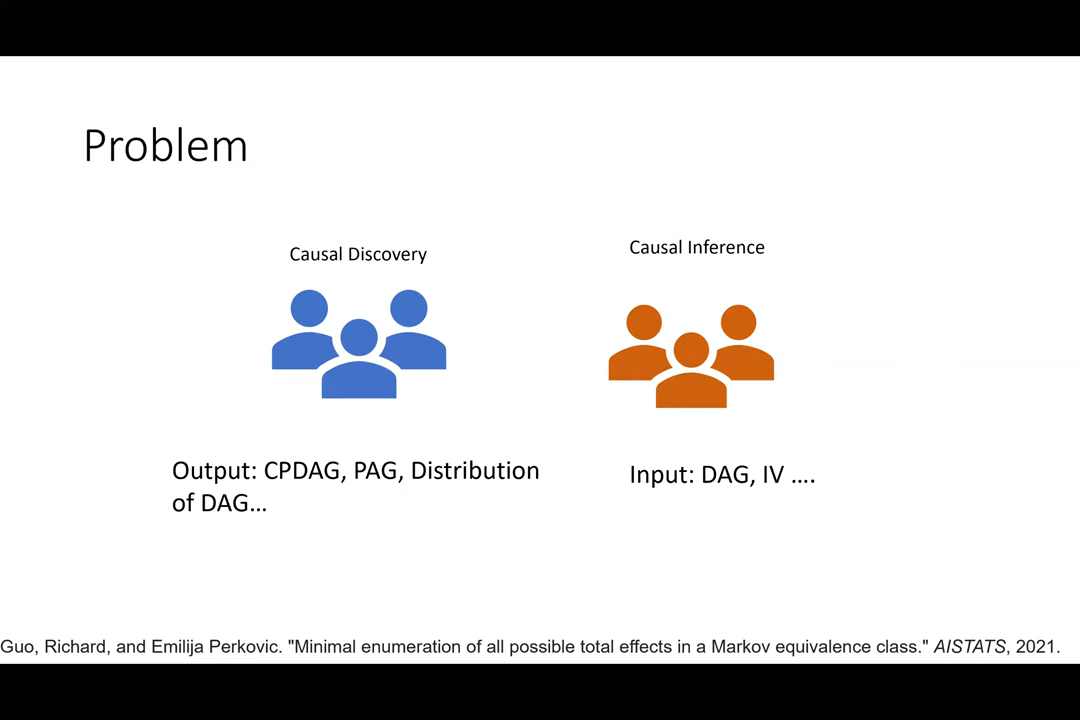 Problem
Causal Discovery
Causal Inference
Output: CPDAG, PAG, Distribution
of DAG…
Input: DAG, IV ….
Guo, Richard, and Emilija Perkovic. "Minimal enumeration of all possible total effects in a Markov equivalence class." AISTATS, 2021.